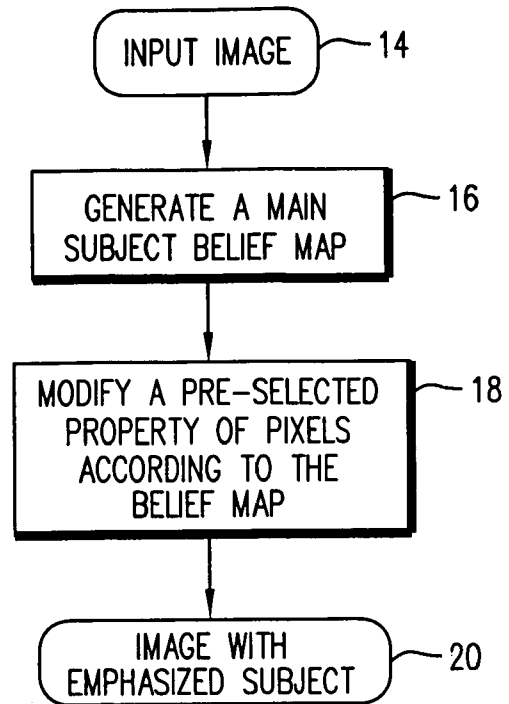 INPUT IMAGE
14
GENERATE A MAIN
SUBJECT BELIEF MAP
16
MODIFY A PRE-SELECTED
PROPERTY OF PIXELS
ACCORDING TO THE
BELIEF MAP
18
IMAGE WITH
EMPHASIZED SUBJECT
20